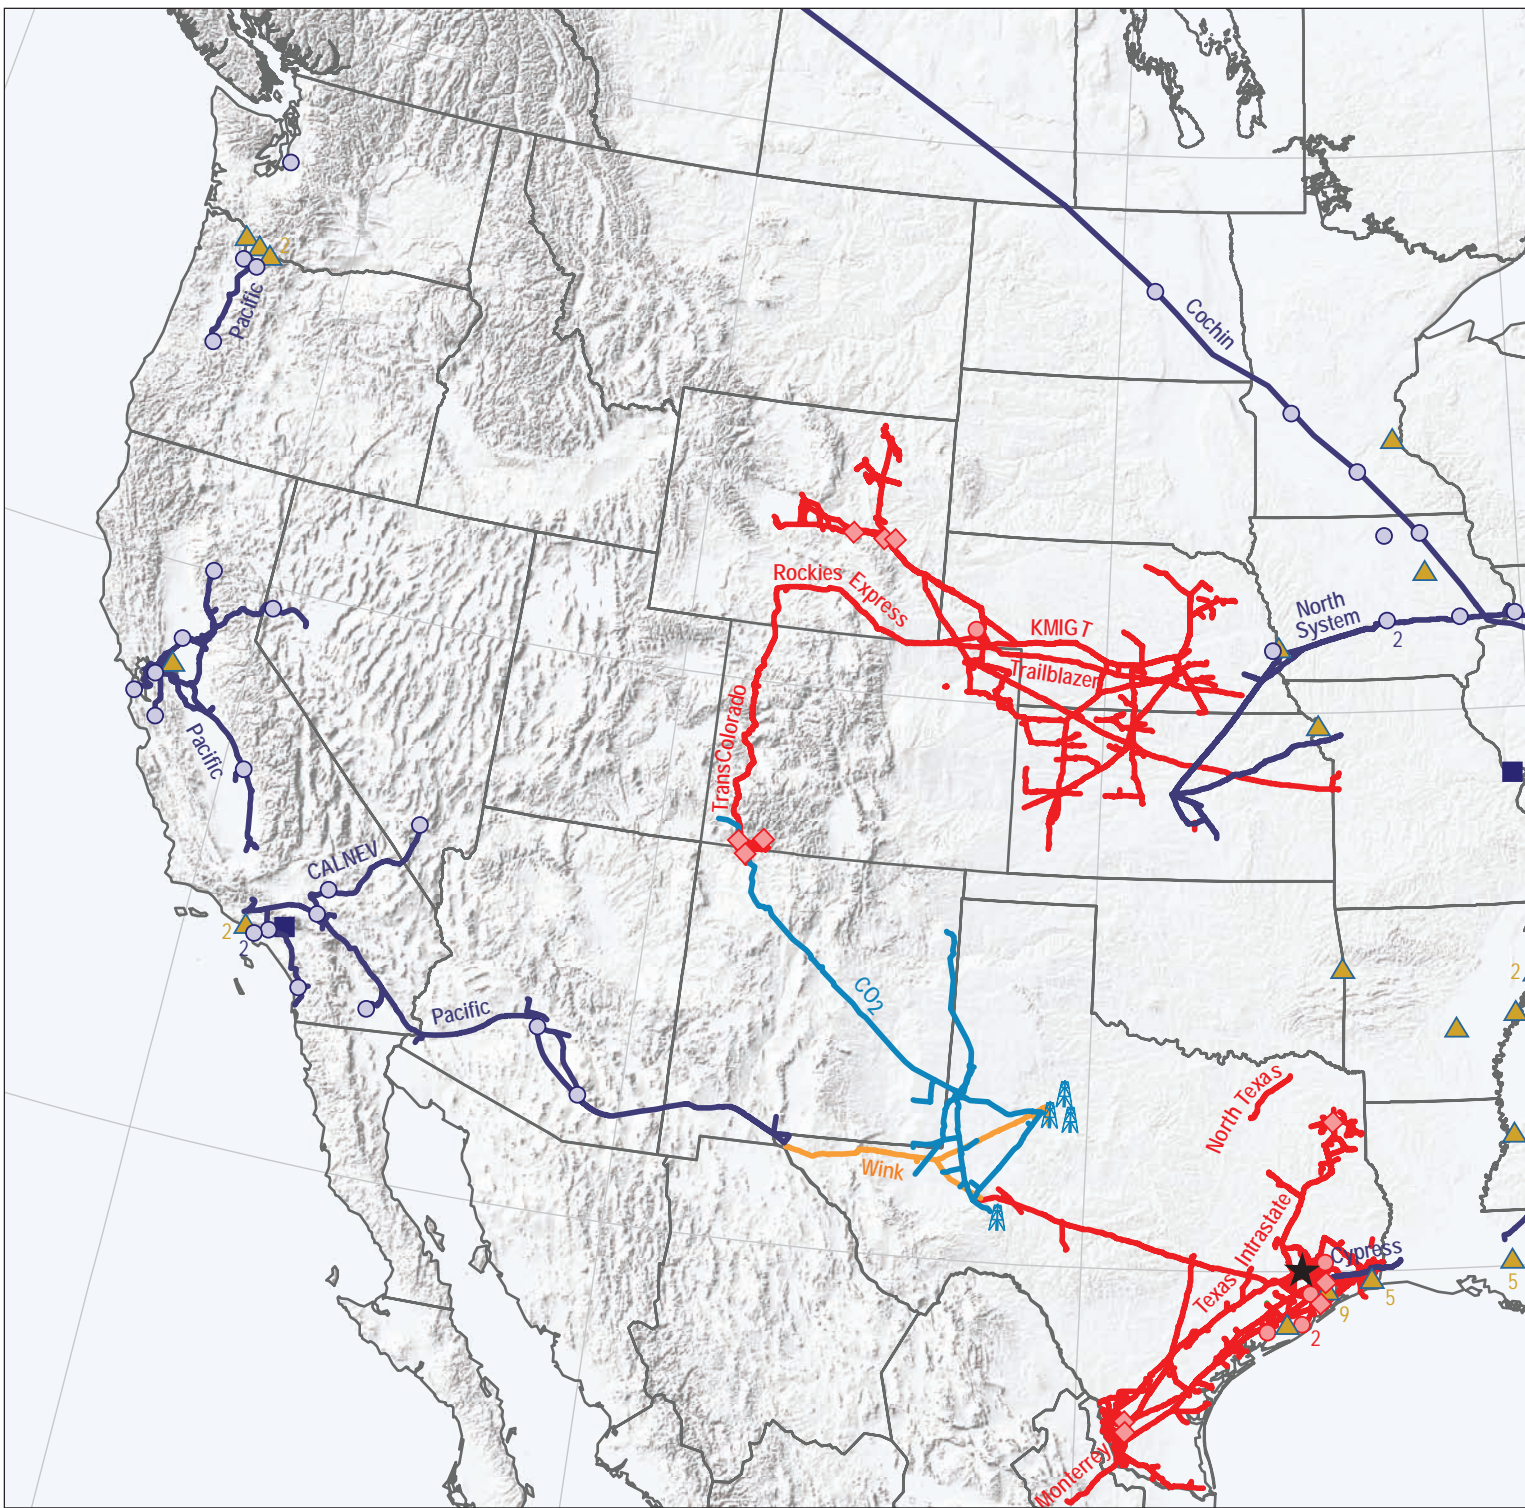 2
Pacific
Cochin
Rockies Express
KMIGT
Trailblazer
North
System
2
TransColorado
Pacific
CALNEV
2
2
Pacific
CO2
2
North Texas
Wink
Texas Intrastate
Cypress
5
5
9
2
Monterrey